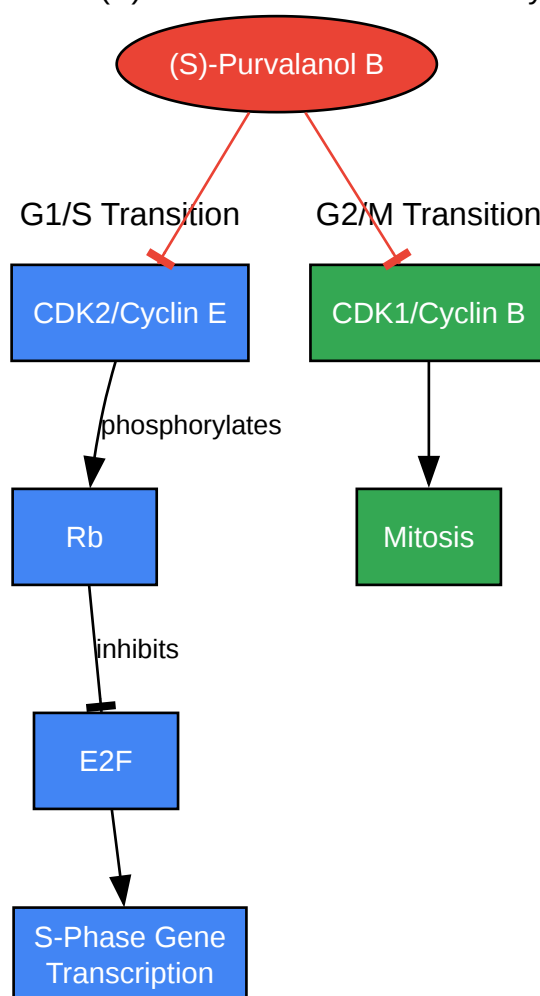 (S)-Purvalanol B
G1/S Transition
G2/M Transition
CDK2/Cyclin E
CDK1/Cyclin B
phosphorylates
Rb
Mitosis
inhibits
E2F
S-Phase Gene
Transcription